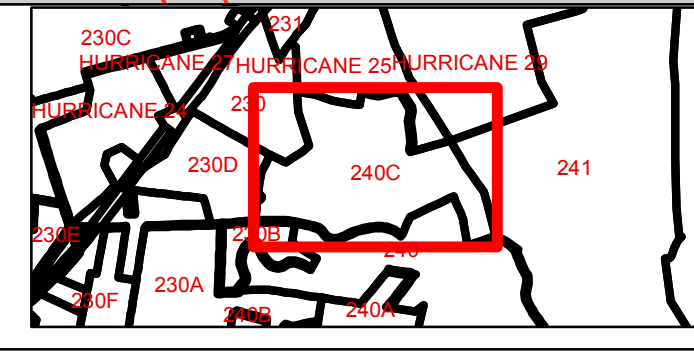 231
230C
HURRICANE 27
HURRICANE 25
HURRICANE 29
HURRICANE 24
230
230D
240C
241
230E
230B
240
230A
230F
240B
240A